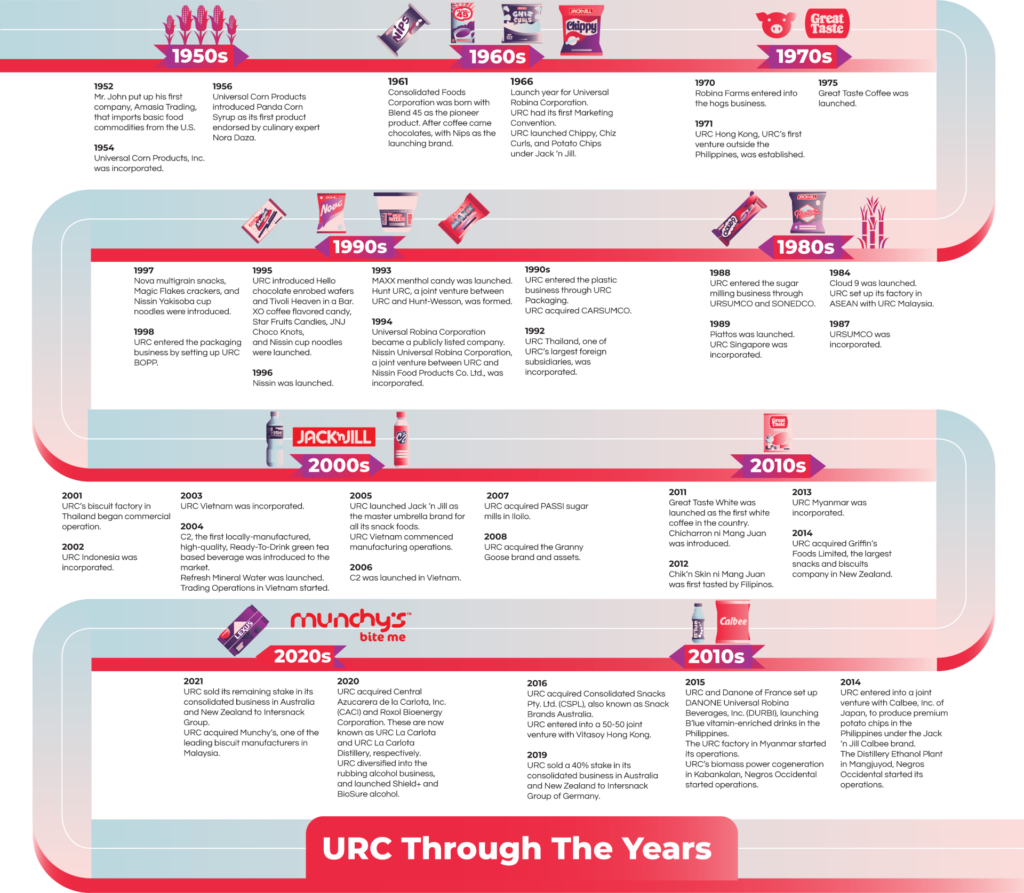 NIPS
BLEND
45
CHIZ
CURLS
JACK'nJILL
Chippy
Great
Taste
1950s
1960s
1970s
1952
Mr. John put up his first
company, Amasia Trading,
that imports basic food
commodities from the U.S.
1954
Universal Corn Products, Inc.
was incorporated.
1956
Universal Corn Products
introduced Panda Corn
Syrup as its first product
endorsed by culinary expert
Nora Daza.
1961
Consolidated Foods
Corporation was born with
Blend 45 as the pioneer
product. After coffee came
chocolates, with Nips as the
launching brand.
1966
Launch year for Universal
Robina Corporation.
URC had its first Marketing
Convention.
URC launched Chippy, Chiz
Curls, and Potato Chips
under Jack 'n Jill.
1970
Robina Farms entered into
the hogs business.
1971
URC Hong Kong, URC's first
venture outside the
Philippines, was established.
1975
Great Taste Coffee was
launched.
Nova
1990s
1980s
1997
Nova multigrain snacks,
Magic Flakes crackers, and
Nissin Yakisoba cup
noodles were introduced.
1998
URC entered the packaging
business by setting up URC
BOPP.
1995
URC introduced Hello
chocolate enrobed wafers
and Tivoli Heaven in a Bar.
XO coffee flavored candy,
Star Fruits Candies, JNJ
Choco Knots,
and Nissin cup noodles
were launched.
1996
Nissin was launched.
1993
MAXX menthol candy was launched.
Hunt URC, a joint venture between
URC and Hunt-Wesson, was formed.
1994
Universal Robina Corporation
became a publicly listed company.
Nissin Universal Robina Corporation,
a joint venture between URC and
Nissin Food Products Co. Ltd., was
incorporated.
1990s
URC entered the plastic
business through URC
Packaging.
URC acquired CARSUMCO.
1992
URC Thailand, one of
URC's largest foreign
subsidiaries, was
incorporated.
1988
URC entered the sugar
milling business through
URSUMCO and SONEDCO.
1989
Piattos was launched.
URC Singapore was
incorporated.
1984
Cloud 9 was launched.
URC set up its factory in
ASEAN with URC Malaysia.
1987
URSUMCO was
incorporated.
JACK'nJILL
C2
Great
Taste
2000s
2010s
2001
URC's biscuit factory in
Thailand began commercial
operation.
2002
URC Indonesia was
incorporated.
2003
URC Vietnam was incorporated.
2004
C2, the first locally-manufactured,
high-quality, Ready-To-Drink green tea
based beverage was introduced to the
market.
Refresh Mineral Water was launched.
Trading Operations in Vietnam started.
2005
URC launched Jack 'n Jill as
the master umbrella brand for
all its snack foods.
URC Vietnam commenced
manufacturing operations.
2006
C2 was launched in Vietnam.
2007
URC acquired PASSI sugar
mills in Iloilo.
2008
URC acquired the Granny
Goose brand and assets.
2011
Great Taste White was
launched as the first white
coffee in the country.
Chicharron ni Mang Juan
was introduced.
2012
Chik'n Skin ni Mang Juan
was first tasted by Filipinos.
2013
URC Myanmar was
incorporated.
2014
URC acquired Griffin's
Foods Limited, the largest
snacks and biscuits
company in New Zealand.
LEXUS
munchy's™
bite me
Calbee
2020s
2010s
2021
URC sold its remaining stake in its
consolidated business in Australia
and New Zealand to Intersnack
Group.
URC acquired Munchy's, one of the
leading biscuit manufacturers in
Malaysia.
2020
URC acquired Central
Azucarera de la Carlota, Inc.
(CACI) and Roxol Bioenergy
Corporation. These are now
known as URC La Carlota
and URC La Carlota
Distillery, respectively.
URC diversified into the
rubbing alcohol business,
and launched Shield+ and
BioSure alcohol.
2016
URC acquired Consolidated Snacks
Pty. Ltd. (CSPL), also known as Snack
Brands Australia.
URC entered into a 50-50 joint
venture with Vitasoy Hong Kong.
2019
URC sold a 40% stake in its
consolidated business in Australia
and New Zealand to Intersnack
Group of Germany.
2015
URC and Danone of France set up
DANONE Universal Robina
Beverages, Inc. (DURBI), launching
B'lue vitamin-enriched drinks in the
Philippines.
The URC factory in Myanmar started
its operations.
URC's biomass power cogeneration
in Kabankalan, Negros Occidental
started operations.
2014
URC entered into a joint
venture with Calbee, Inc. of
Japan, to produce premium
potato chips in the
Philippines under the Jack
'n Jill Calbee brand.
The Distillery Ethanol Plant
in Mangjuyod, Negros
Occidental started its
operations.
URC Through The Years